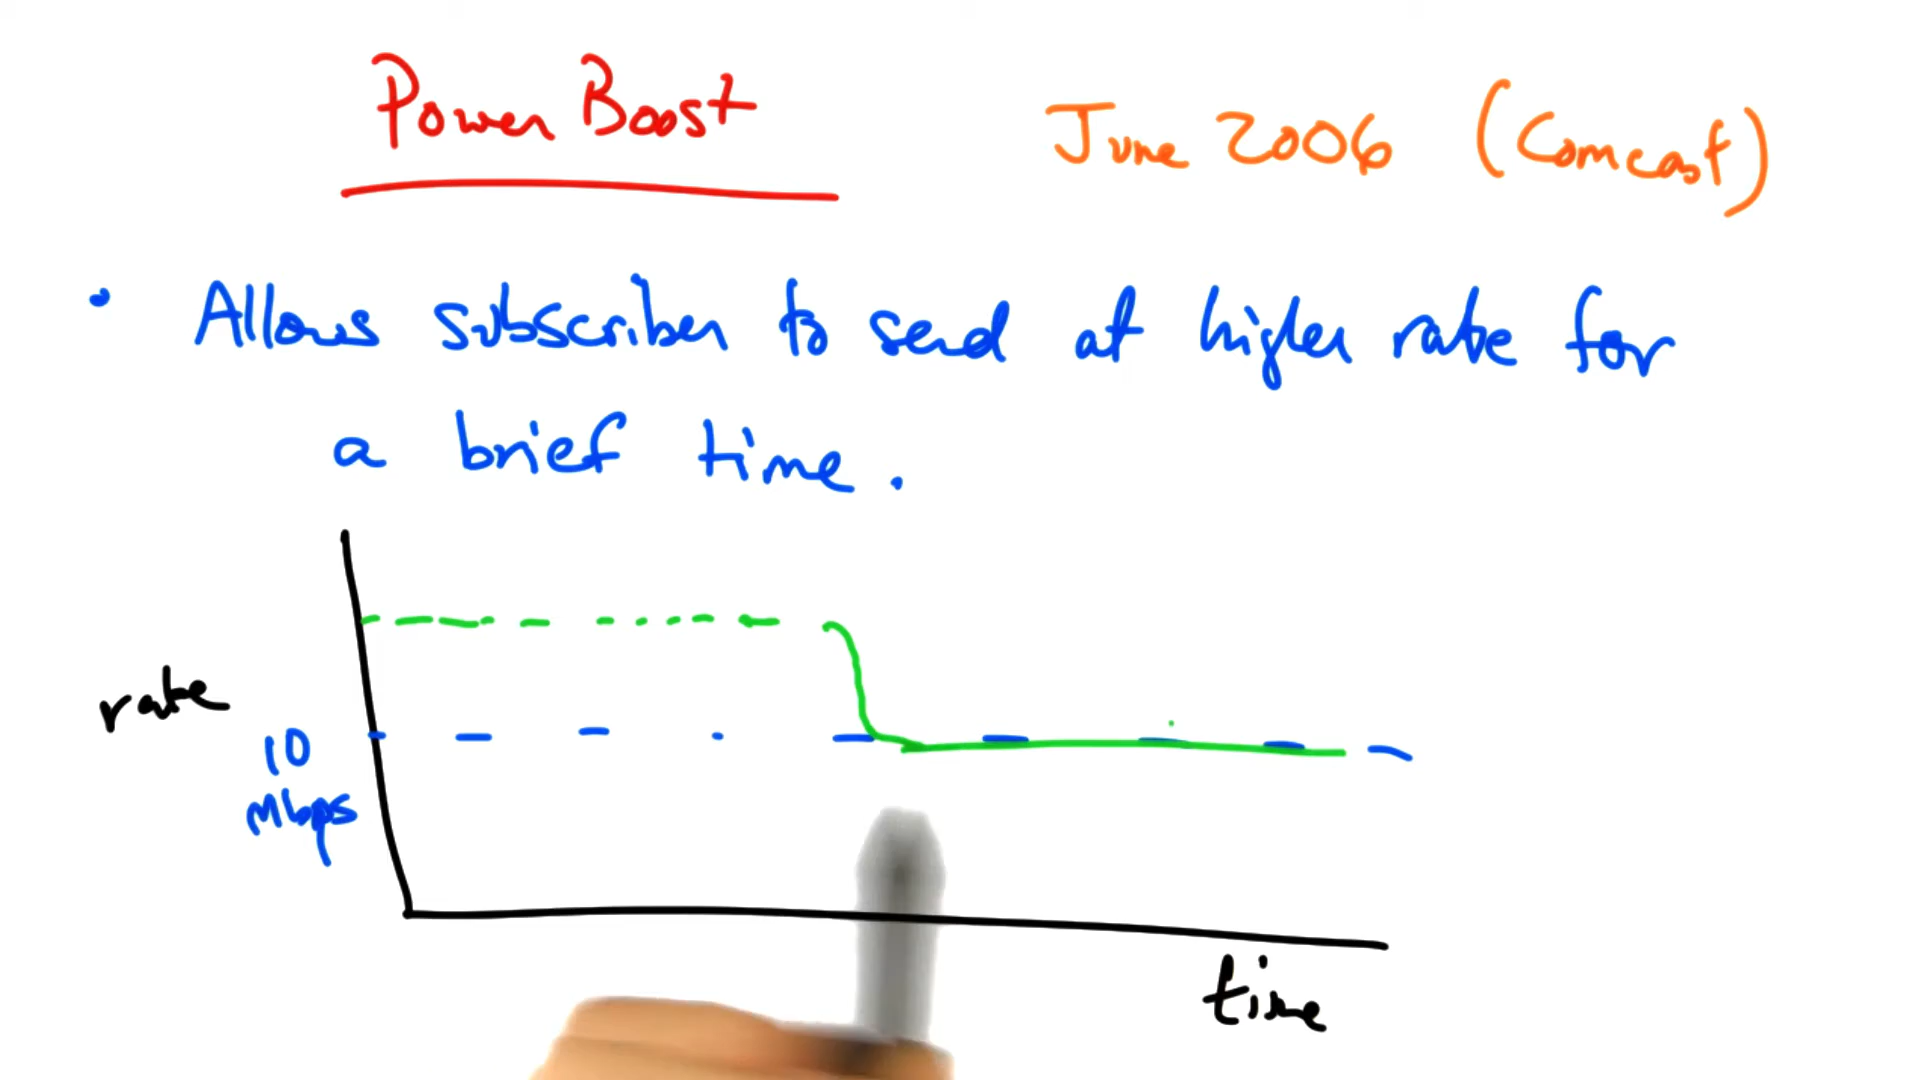 Power Boost
June 2006 (Comcast)
• Allows subscriber to send at higher rate for
a brief time.
rate
10
Mbps
time